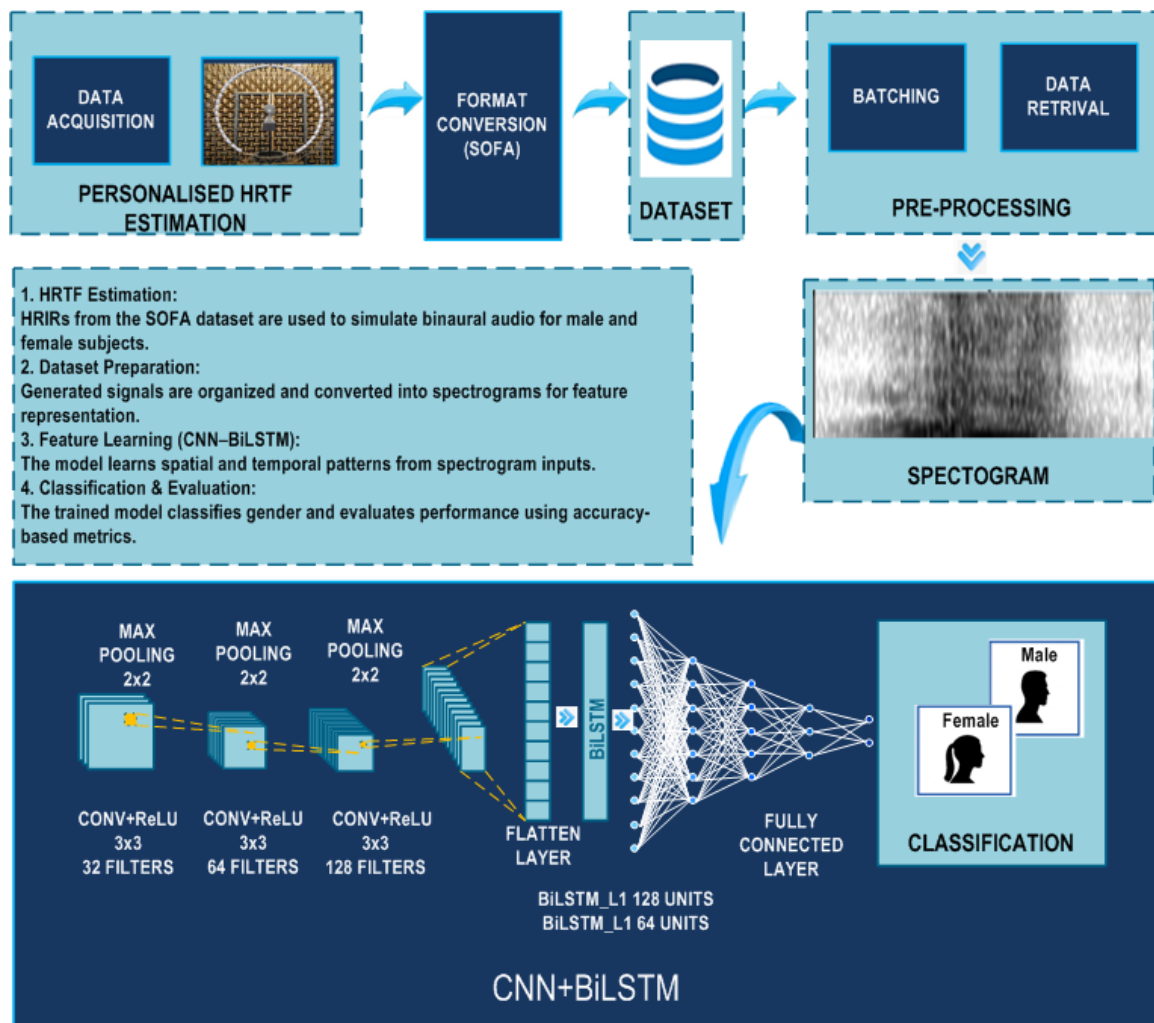 DATA
ACQUISITION
PERSONALISED HRTF
ESTIMATION
FORMAT
CONVERSION
(SOFA)
DATASET
BATCHING
DATA
RETRIVAL
PRE-PROCESSING
1. HRTF Estimation:
HRIRs from the SOFA dataset are used to simulate binaural audio for male and
female subjects.
2. Dataset Preparation:
Generated signals are organized and converted into spectrograms for feature
representation.
3. Feature Learning (CNN–BiLSTM):
The model learns spatial and temporal patterns from spectrogram inputs.
4. Classification & Evaluation:
The trained model classifies gender and evaluates performance using accuracy-
based metrics.
SPECTOGRAM
MAX
POOLING
2x2
MAX
POOLING
2x2
MAX
POOLING
2x2
CONV+ReLU
3x3
32 FILTERS
CONV+ReLU
3x3
64 FILTERS
CONV+ReLU
3x3
128 FILTERS
FLATTEN
LAYER
BiLSTM
BiLSTM_L1 128 UNITS
BiLSTM_L1 64 UNITS
FULLY
CONNECTED
LAYER
Male
Female
CLASSIFICATION
CNN+BiLSTM